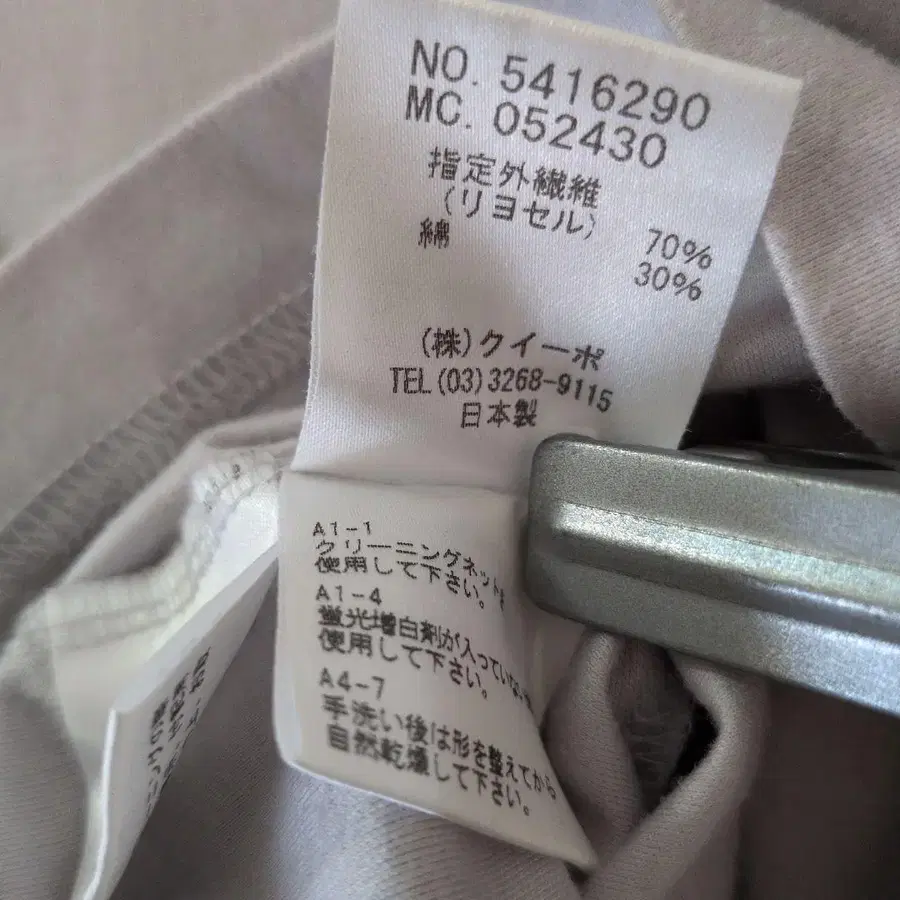 NO. 5416290
MC. 052430
指定外繊維
(リヨセル) 70%
綿 30%
(株)クイーポ
TEL(03)3268-9115
日本製
A1-1
クリーニングネットを
使用して下さい。
A1-4
蛍光増白剤が入っていない
使用して下さい。
A4-7
手洗い後は形を整えてから
自然乾燥して下さい。